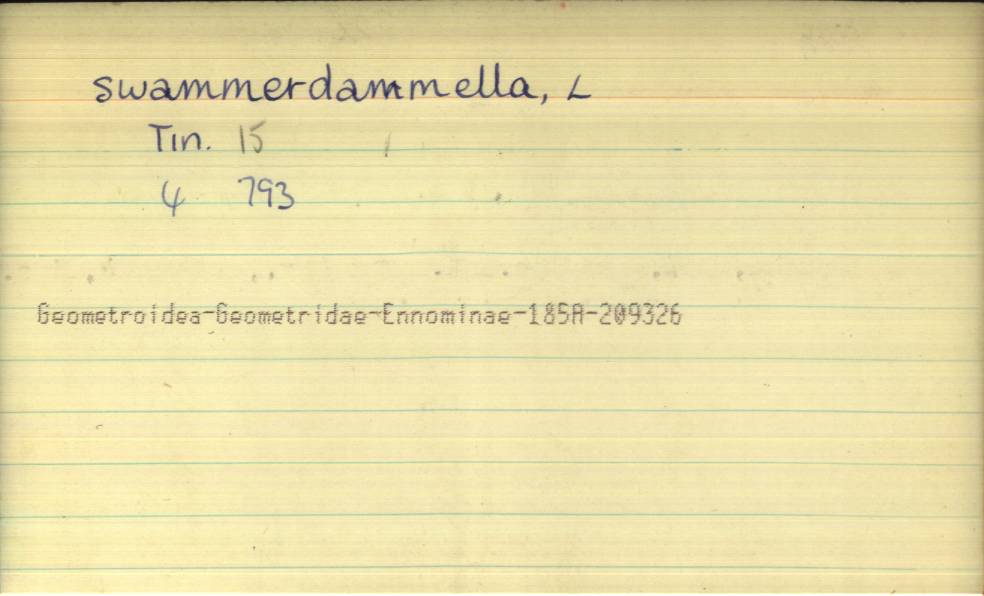 swammerdammella, L
Tin. 15
4 793
Geometroidea-Geometridae-Ennominae-185A-209326